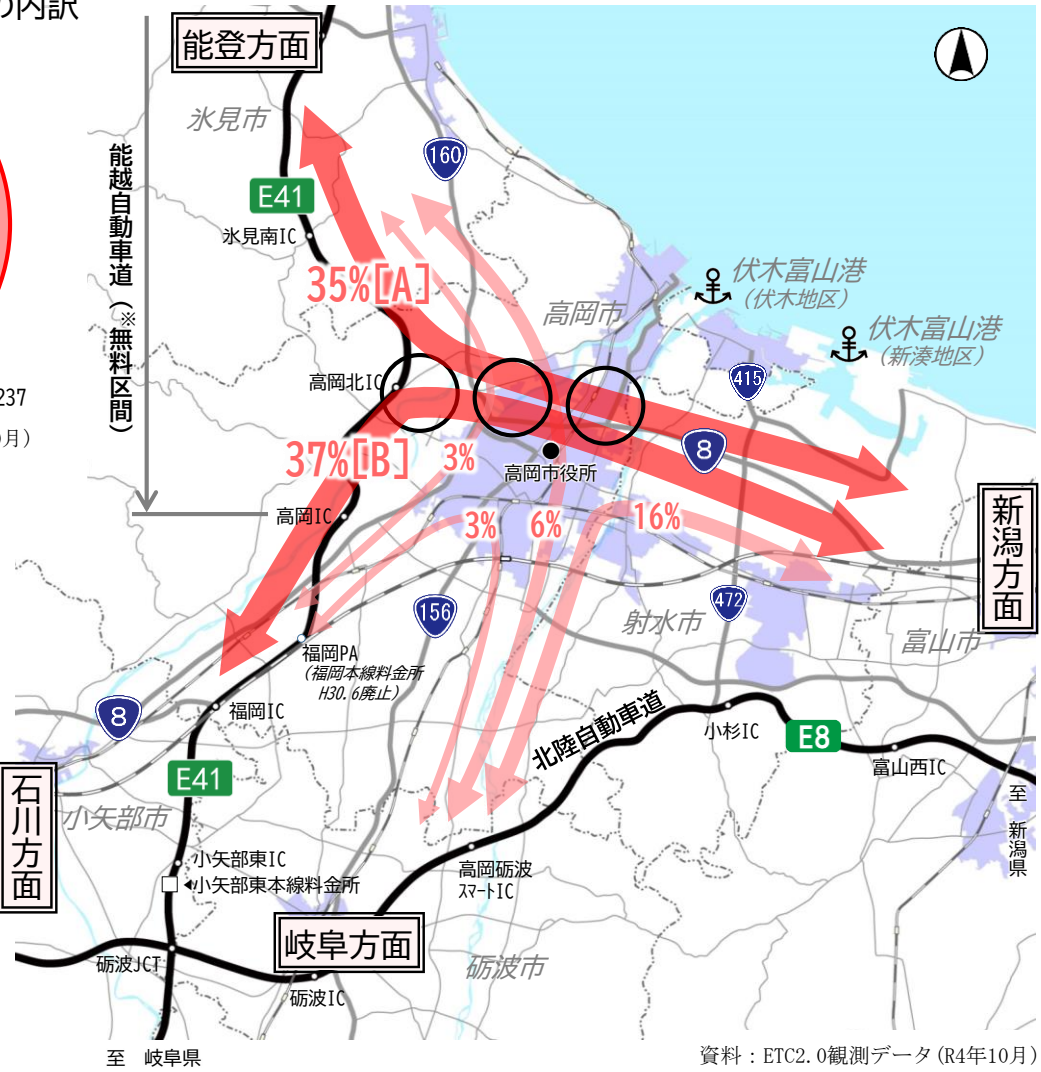 の内訳
能登方面
氷見市
160
能越自動車道（※無料区間）
E41
氷見南IC
35%[A]
伏木富山港
（伏木地区）
高岡市
伏木富山港
（新湊地区）
高岡北IC
415
237
月）
37%[B]
3%
8
高岡市役所
高岡IC
3%
6%
16%
新潟方面
156
472
射水市
富山市
福岡PA
（福岡本線料金所
H30.6廃止）
8
福岡IC
北陸自動車道
小杉IC
E8
富山西IC
E41
石川方面
小矢部市
至 新潟県
小矢部東IC
小矢部東本線料金所
高岡砺波
スマートIC
岐阜方面
砺波JCT
砺波市
砺波IC
至 岐阜県
資料：ETC2.0観測データ(R4年10月)